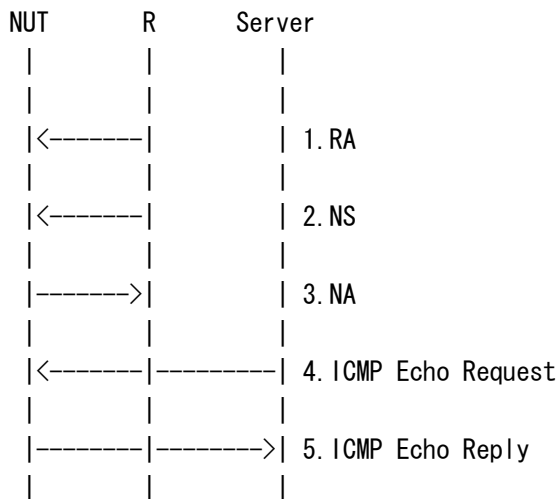 NUT R Server
| | |
| | |
|<-------| | 1.RA
| | |
|<-------| | 2.NS
| | |
|------->| | 3.NA
| | |
|<-------|---------| 4.ICMP Echo Request
| | |
|--------|-------->| 5.ICMP Echo Reply
| | |